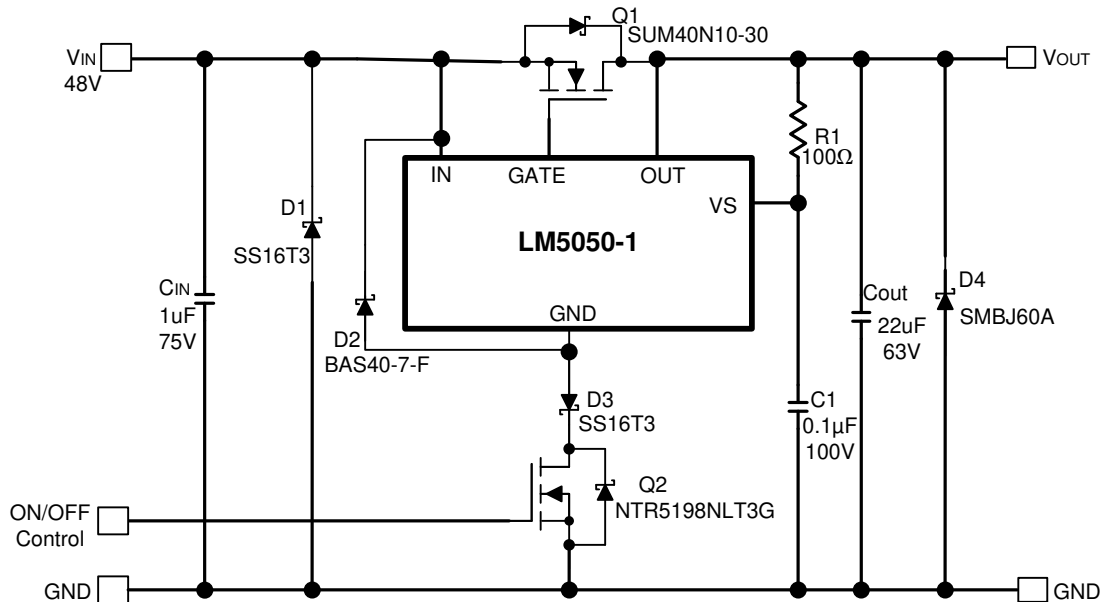 Q1
SUM40N10-30
VIN
48V
VOUT
R1
100Ω
IN
GATE
OUT
VS
LM5050-1
D1
SS16T3
CIN
1uF
75V
GND
D2
BAS40-7-F
Cout
22uF
63V
D4
SMBJ60A
D3
SS16T3
C1
0.1µF
100V
Q2
NTR5198NLT3G
ON/OFF
Control
GND
GND